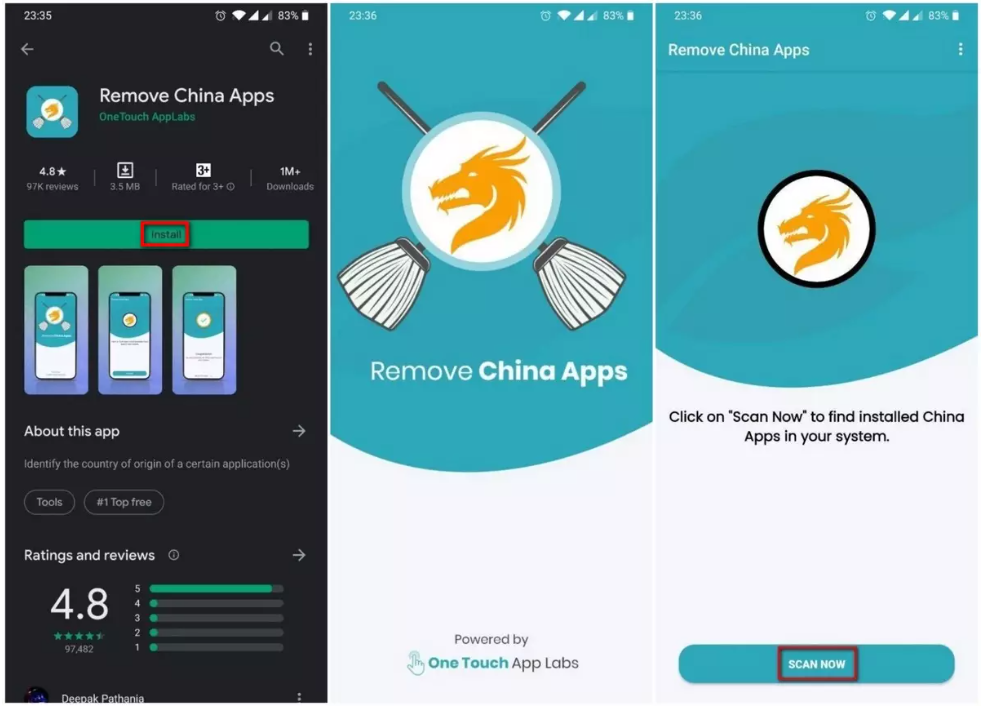 23:35
83%
Remove China Apps
OneTouch AppLabs
4.8★
97K reviews
3.5 MB
3+
Rated for 3+
1M+
Downloads
Install
About this app
Identify the country of origin of a certain application(s)
Tools
#1 Top free
Ratings and reviews
4.8
97,482
5
4
3
2
1
Deepak Pathania
23:36
83%
Remove China Apps
Powered by
One Touch App Labs
23:36
83%
Remove China Apps
Click on "Scan Now" to find installed China
Apps in your system.
SCAN NOW